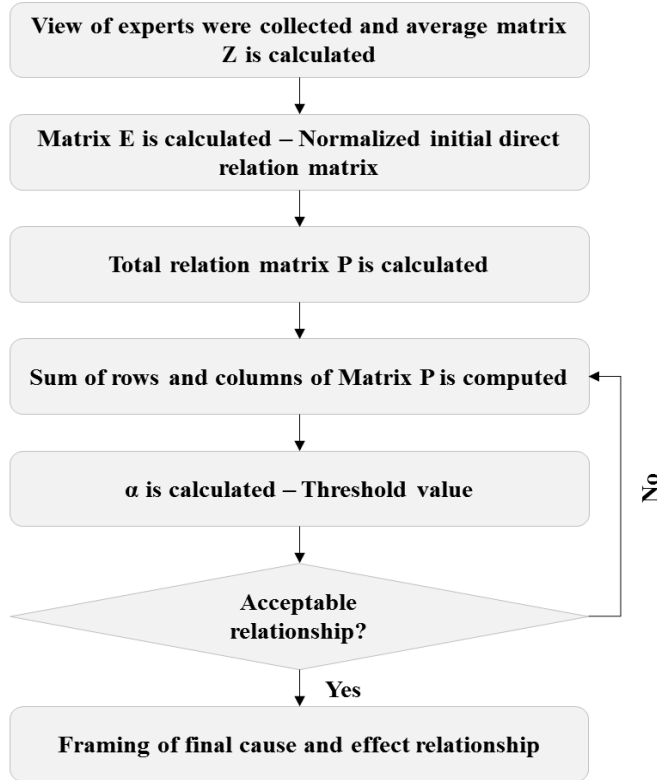 View of experts were collected and average matrix
Z is calculated
Matrix E is calculated – Normalized initial direct
relation matrix
Total relation matrix P is calculated
Sum of rows and columns of Matrix P is computed
α is calculated – Threshold value
No
Acceptable
relationship?
Yes
Framing of final cause and effect relationship